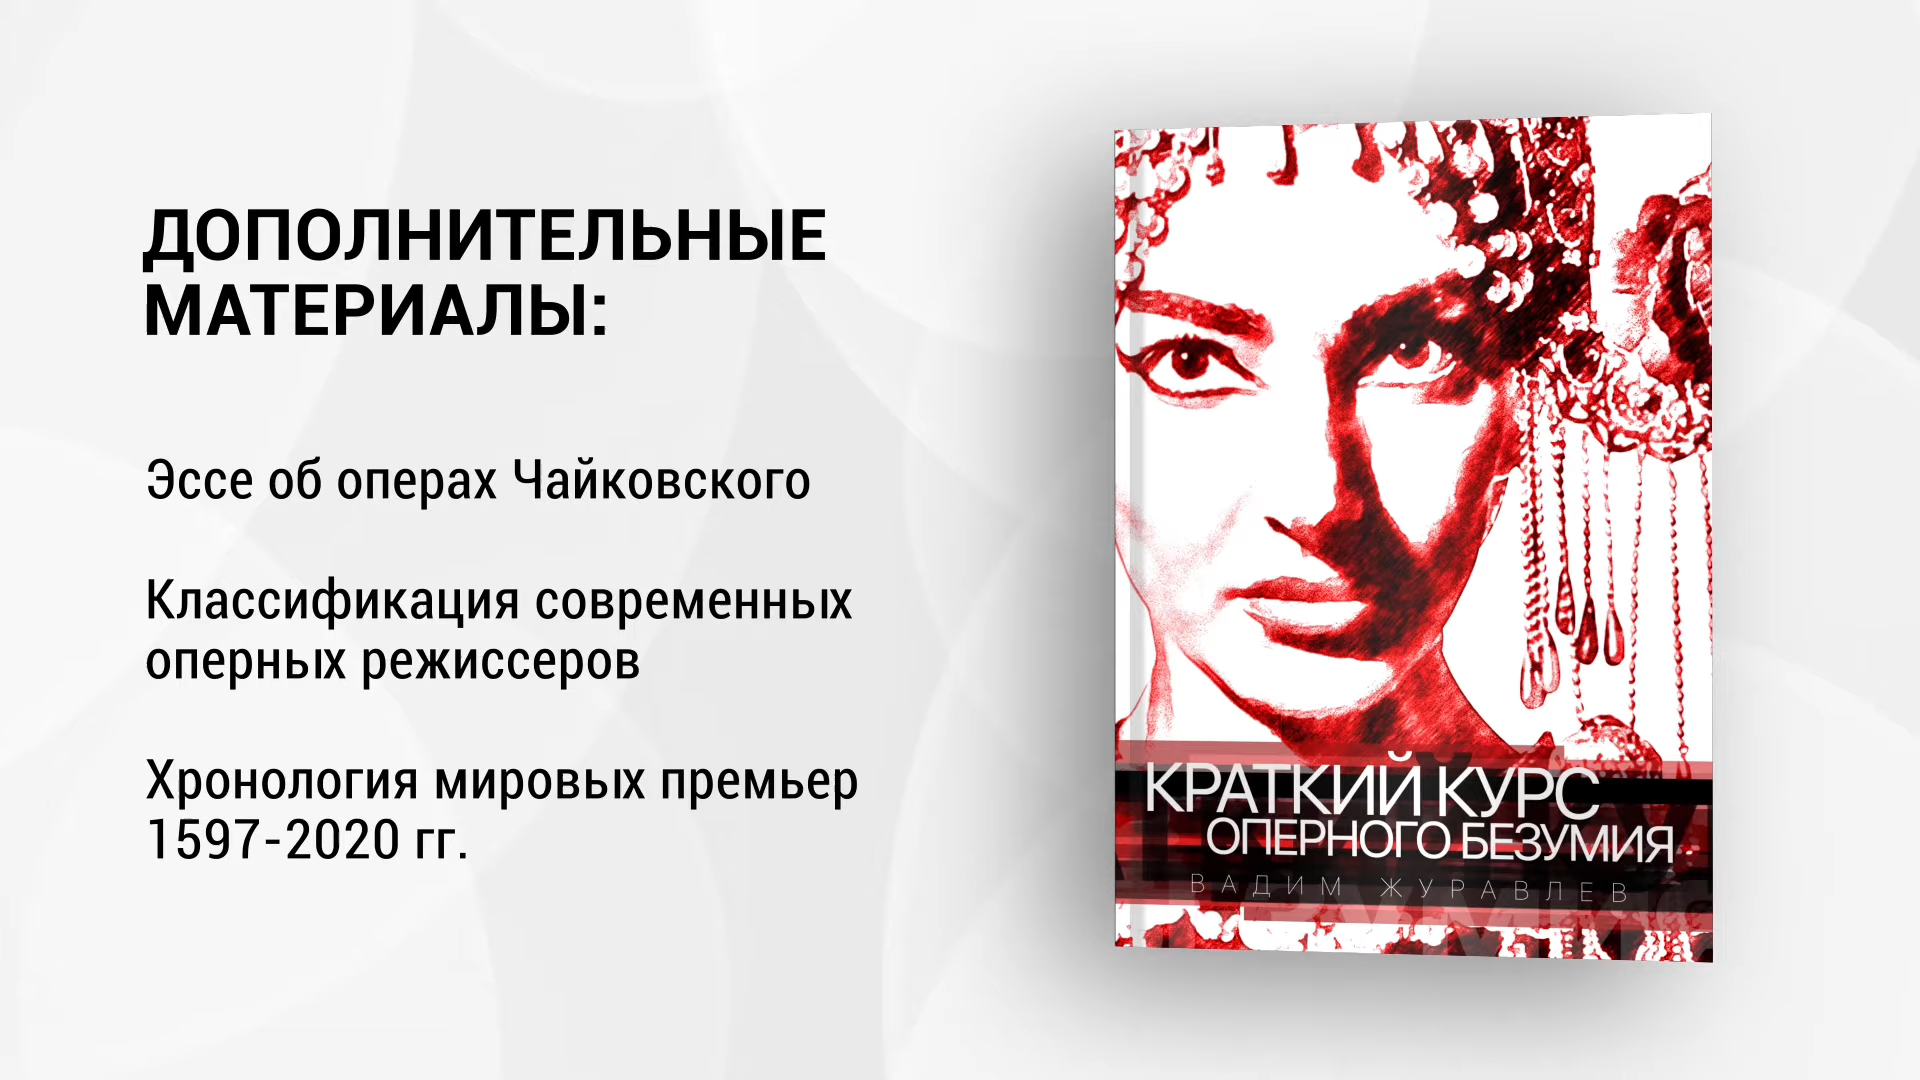 ДОПОЛНИТЕЛЬНЫЕ
МАТЕРИАЛЫ:
Эссе об операх Чайковского
Классификация современных
оперных режиссеров
Хронология мировых премьер
1597-2020 гг.
КРАТКИЙ КУРС
ОПЕРНОГО БЕЗУМИЯ
ВАДИМ ЖУРАВЛЕВ